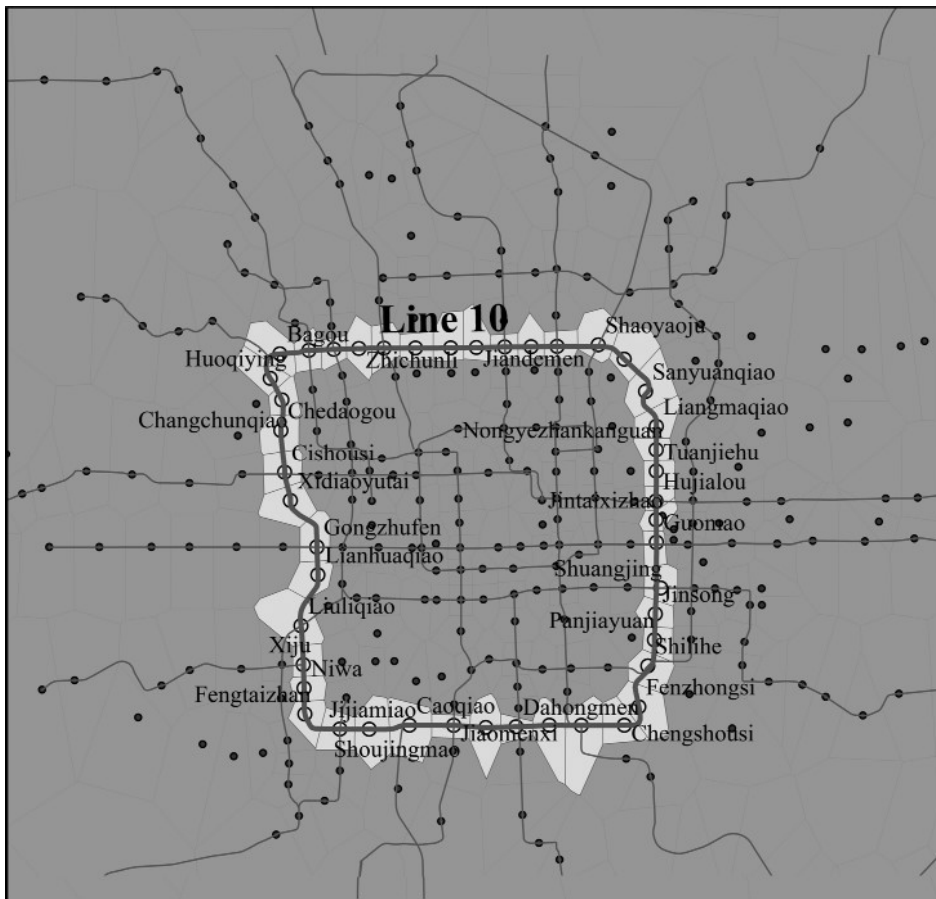 Line 10
Shaoyaoju
Bagou
Huoqiying
Zhichunli
Jiandemen
Sanyuanqiao
Chedaogou
Liangmaqiao
Changchunqiao
Nongyezhankanguan
Cishousi
Tuanjiehu
Xidiaoyutai
Hujialou
Jintaixizhao
Gongzhufen
Guomao
Lianhuaqiao
Shuangjing
Liuliqiao
Jinsong
Panjiayuan
Xiju
Shilihe
Niwa
Fengtaizhan
Fenzhongsi
Jijiamiao
Caoqiao
Dahongmen
Shoujingmao
Jiaomenxi
Chengshousi